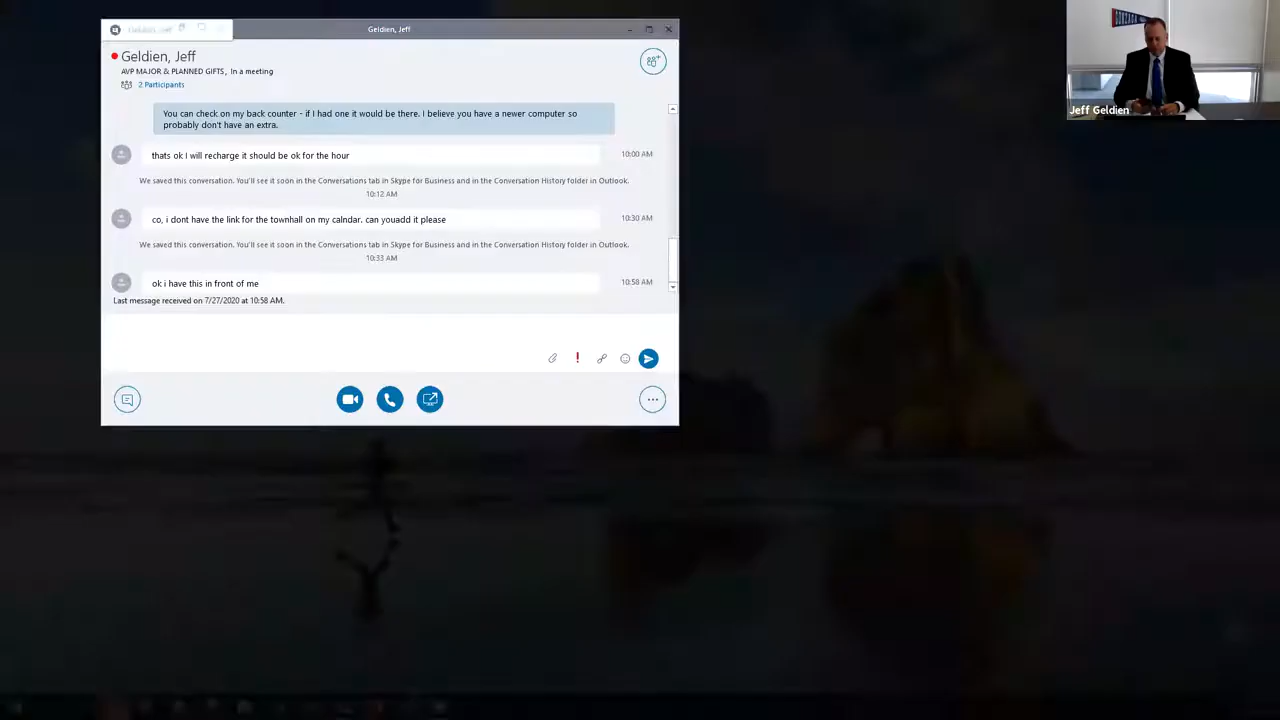 Geldien, Jeff
Geldien, Jeff
AVP MAJOR & PLANNED GIFTS, In a meeting
2 Participants
You can check on my back counter - if I had one it would be there. I believe you have a newer computer so
probably don't have an extra.
thats ok I will recharge it should be ok for the hour
10:00 AM
We saved this conversation. You'll see it soon in the Conversations tab in Skype for Business and in the Conversation History folder in Outlook.
10:12 AM
co, i dont have the link for the townhall on my calndar. can youadd it please
10:30 AM
We saved this conversation. You'll see it soon in the Conversations tab in Skype for Business and in the Conversation History folder in Outlook.
10:33 AM
ok i have this in front of me
10:58 AM
Last message received on 7/27/2020 at 10:58 AM.
GONZAGA
Jeff Geldien